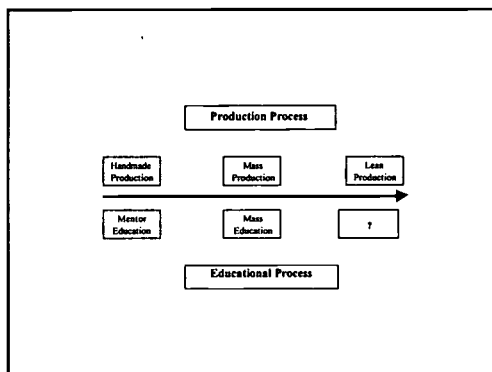 Production Process
Handmade
Production
Mass
Production
Lean
Production
Mentor
Education
Mass
Education
?
Educational Process